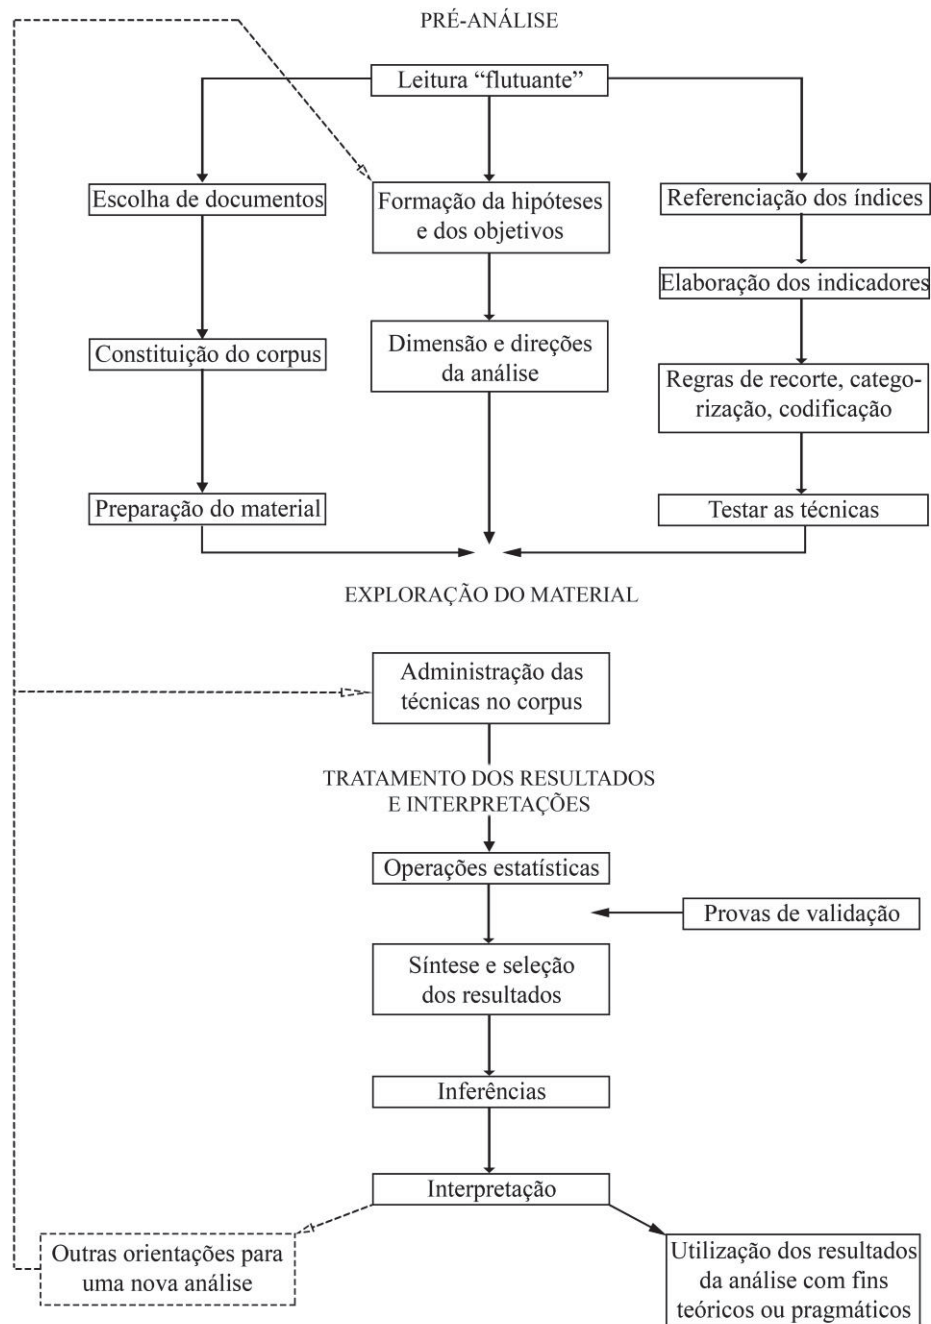 PRÉ-ANÁLISE
Leitura “flutuante”
Escolha de documentos
Formação da hipóteses
e dos objetivos
Referenciação dos índices
Elaboração dos indicadores
Constituição do corpus
Dimensão e direções
da análise
Regras de recorte, catego-
rização, codificação
Preparação do material
Testar as técnicas
EXPLORAÇÃO DO MATERIAL
Administração das
técnicas no corpus
TRATAMENTO DOS RESULTADOS
E INTERPRETAÇÕES
Operações estatísticas
Provas de validação
Síntese e seleção
dos resultados
Inferências
Interpretação
Outras orientações para
uma nova análise
Utilização dos resultados
da análise com fins
teóricos ou pragmáticos